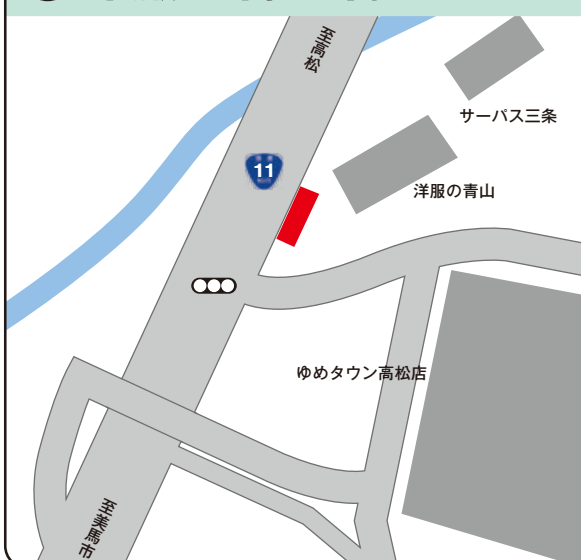 至高松
サーパス三条
11
洋服の青山
ゆめタウン高松店
至美馬市